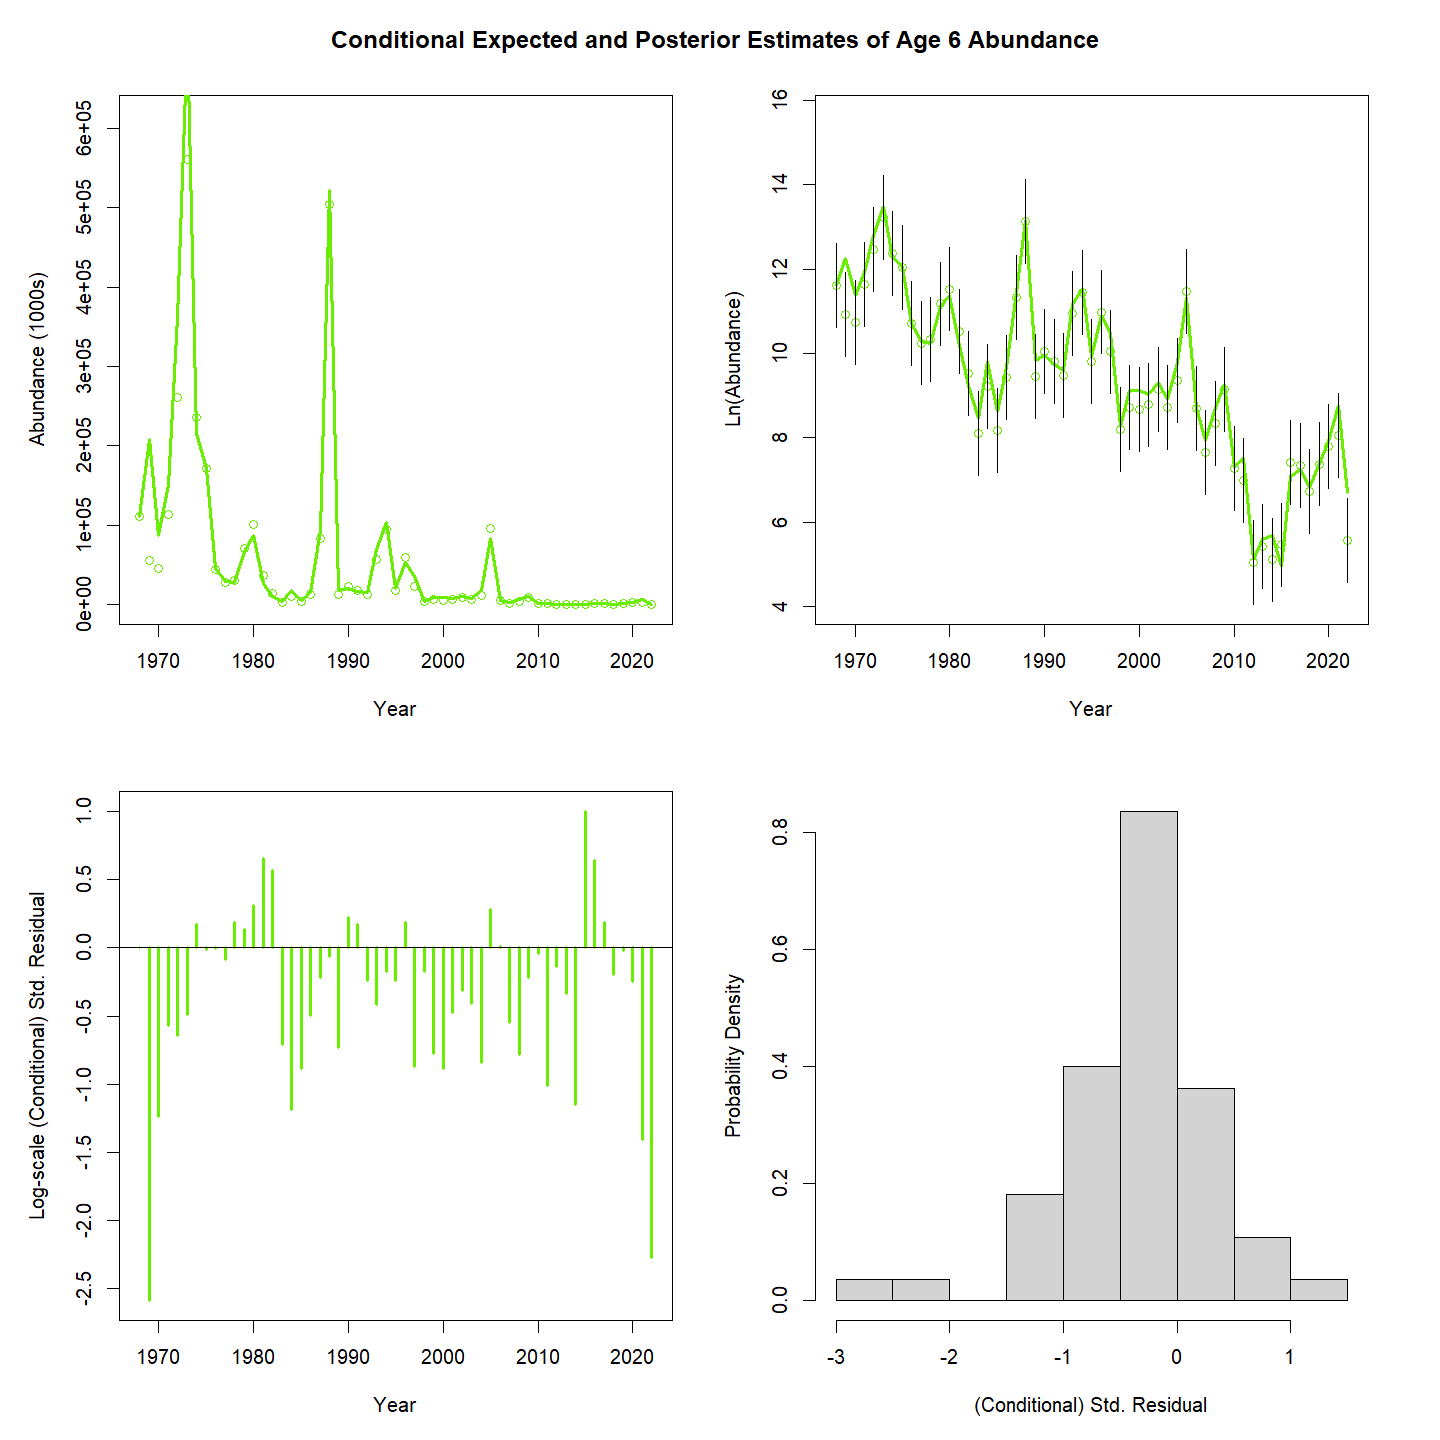 Conditional Expected and Posterior Estimates of Age 6 Abundance
Abundance (1000s)
0e+00 1e+05 2e+05 3e+05 4e+05 5e+05 6e+05
1970 1980 1990 2000 2010 2020
Year
Ln(Abundance)
4 6 8 10 12 14 16
1970 1980 1990 2000 2010 2020
Year
Log-scale (Conditional) Std. Residual
-2.5 -2.0 -1.5 -1.0 -0.5 0.0 0.5 1.0
1970 1980 1990 2000 2010 2020
Year
Probability Density
0.0 0.2 0.4 0.6 0.8
-3 -2 -1 0 1
(Conditional) Std. Residual